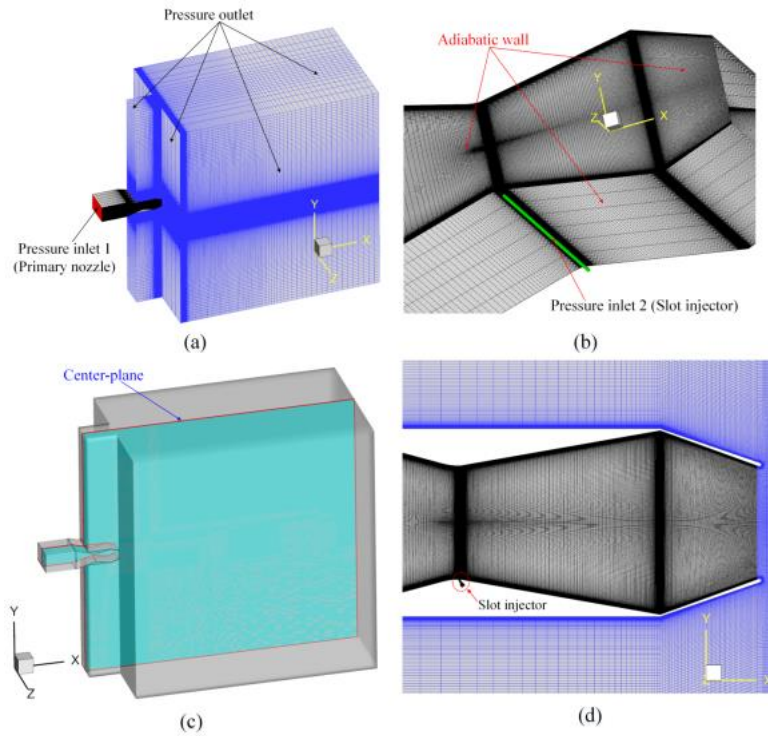 Pressure outlet
Pressure inlet 1
(Primary nozzle)
Y
X
Z
(a)
Adiabatic wall
Y
Z
X
Pressure inlet 2 (Slot injector)
(b)
Center-plane
Y
X
Z
(c)
Slot injector
Y
Z
X
(d)